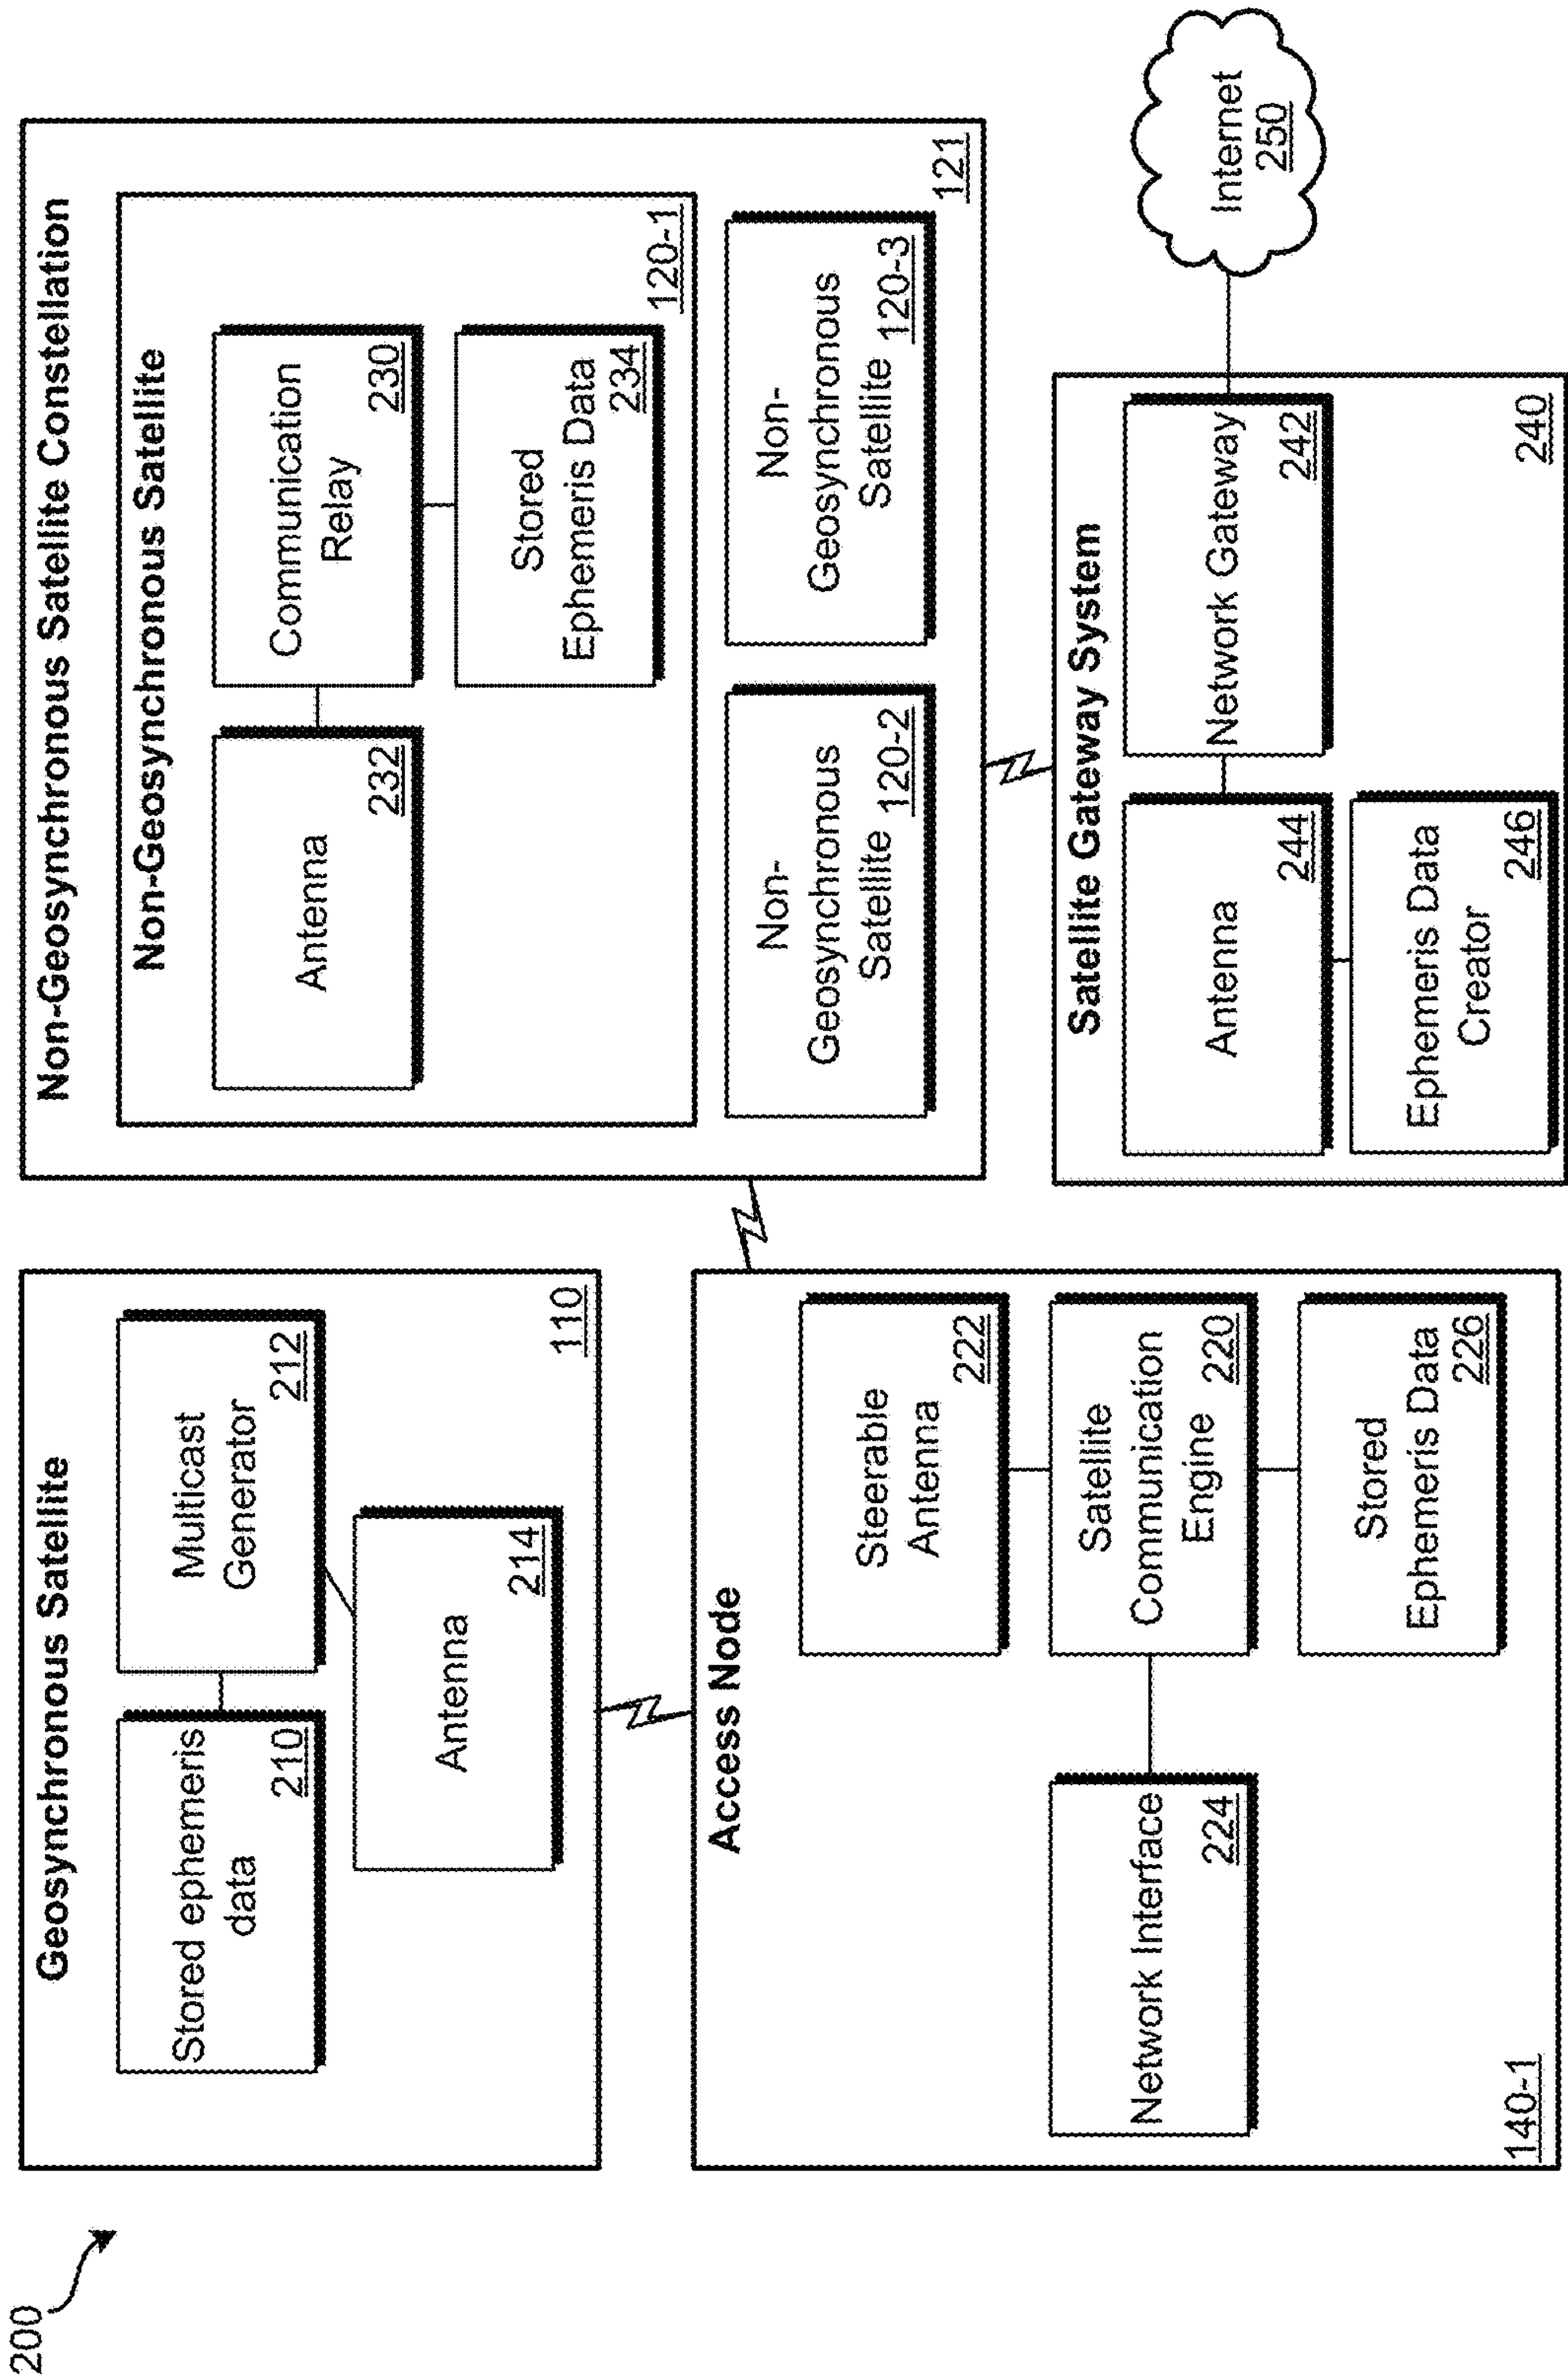 200
Geosynchronous Satellite
Stored ephemeris
data
210
Multicast
Generator
212
Antenna
214
110
Access Node
Steerable
Antenna
222
Network Interface
224
Satellite
Communication
Engine
220
Stored
Ephemeris Data
226
140-1
Non-Geosynchronous Satellite Constellation
Non-Geosynchronous Satellite
Antenna
232
Communication
Relay
230
Stored
Ephemeris Data
234
120-1
Non-
Geosynchronous
Satellite
120-2
Non-
Geosynchronous
Satellite
120-3
121
Satellite Gateway System
Antenna
244
Network Gateway
242
Ephemeris Data
Creator
246
240
Internet
250